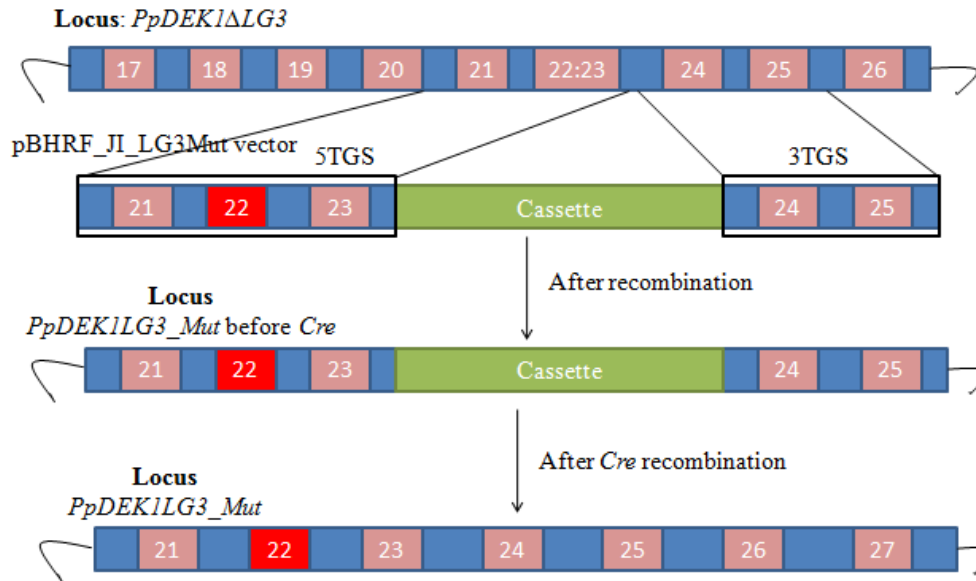 Locus: PpDEK1ΔLG3
17 18 19 20 21 22:23 24 25 26
pBHRF_JI_LG3Mut vector
5TGS 3TGS
21 22 23 Cassette 24 25
After recombination
Locus
PpDEK1LG3_Mut before Cre
21 22 23 Cassette 24 25
After Cre recombination
Locus
PpDEK1LG3_Mut
21 22 23 24 25 26 27